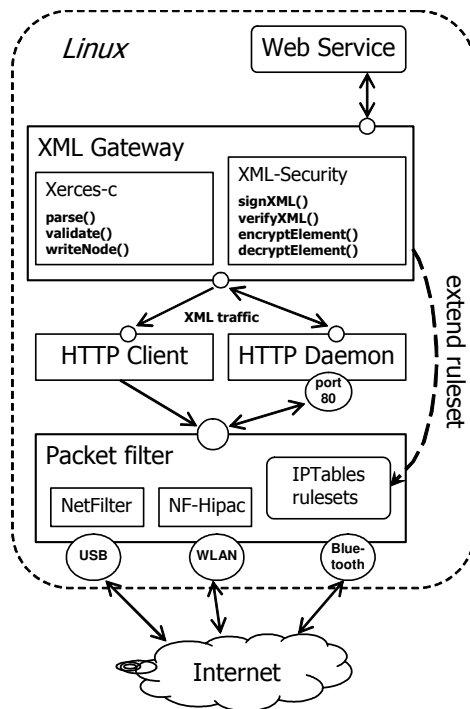 Linux
Web Service
XML Gateway
Xerces-c
parse()
validate()
writeNode()
XML-Security
signXML()
verifyXML()
encryptElement()
decryptElement()
extend ruleset
XML traffic
HTTP Client
HTTP Daemon
port
80
Packet filter
NetFilter
NF-Hipac
IPTables
rulesets
USB
WLAN
Blue-
tooth
Internet